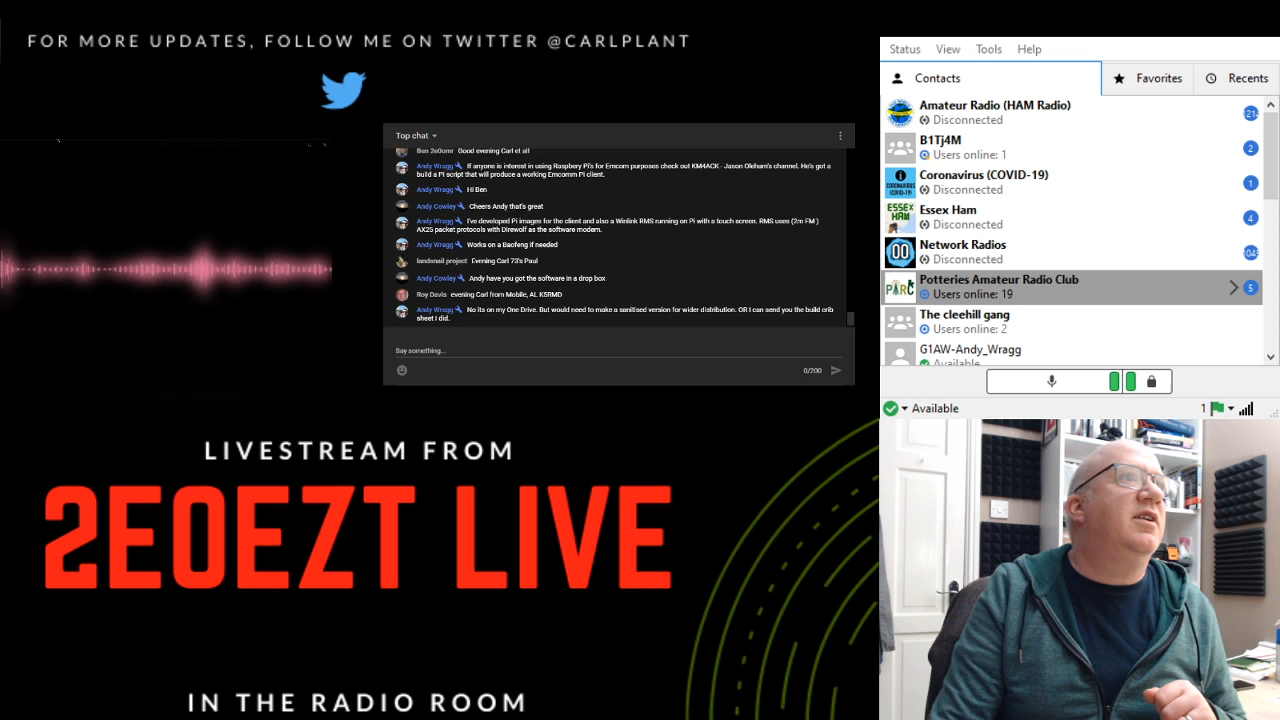 FOR MORE UPDATES, FOLLOW ME ON TWITTER @CARLPLANT
Top chat
Ben 2e0omr Good evening Carl et all
Andy Wragg If anyone is interest in using Raspbery Pi's for Emcom purposes check out KM4ACK - Jason Oleham's channel. He's got a
build a Pi script that will produce a working Emcomm Pi client.
Andy Wragg Hi Ben
Andy Cowley Cheers Andy that's great
Andy Wragg I've developed Pi images for the client and also a Winlink RMS running on Pi with a touch screen. RMS uses (2m FM )
AX25 packet protocols with Direwolf as the software modem.
Andy Wragg Works on a Baofeng if needed
landsnail project Evening Carl 73's Paul
Andy Cowley Andy have you got the software in a drop box
Roy Davis evening Carl from Mobile, AL K5RMD
Andy Wragg No its on my One Drive. But would need to make a sanitised version for wider distribution. OR I can send you the build crib
sheet I did.
Say something...
0/200
LIVESTREAM FROM
2E0EZT LIVE
IN THE RADIO ROOM
Status View Tools Help
Contacts Favorites Recents
Amateur Radio (HAM Radio)
Disconnected
B1Tj4M
Users online: 1
2
Coronavirus (COVID-19)
Disconnected
1
CORONAVIRUS
(COVID-19)
Essex Ham
Disconnected
4
ESSEX
HAM
Network Radios
Disconnected
Potteries Amateur Radio Club
Users online: 19
5
PARC
The cleehill gang
Users online: 2
G1AW-Andy_Wragg
Available
Available
1